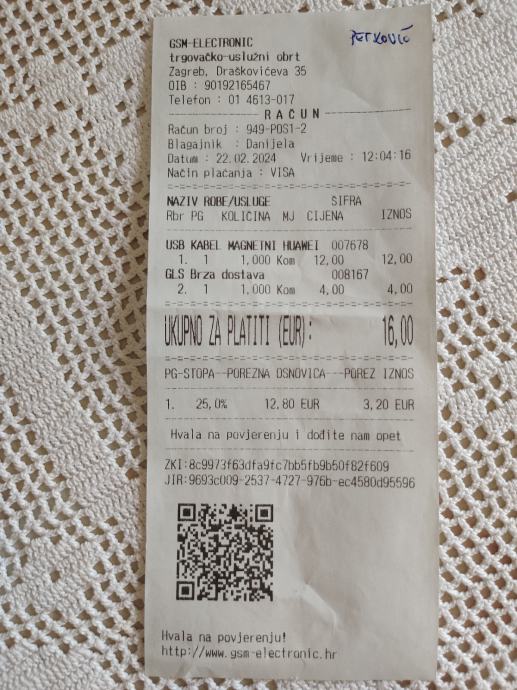 GSM-ELECTRONIC
Petković
trgovačko-uslužni obrt
Zagreb, Draškovićeva 35
OIB : 90192165467
Telefon : 01 4613-017
RAČUN
Račun broj : 949-POS1-2
Blagajnik : Danijela
Datum : 22.02.2024 Vrijeme : 12:04:16
Način plaćanja : VISA
NAZIV ROBE/USLUGE SIFRA
Rbr PG KOLIČINA MJ CIJENA IZNOS
USB KABEL MAGNETNI HUAWEI 007678
1. 1 1,000 Kom 12,00 12,00
GLS Brza dostava 008167
2. 1 1,000 Kom 4,00 4,00
UKUPNO ZA PLATITI (EUR): 16,00
PG-STOPA--POREZNA OSNOVICA---POREZ IZNOS
1. 25,0% 12,80 EUR 3,20 EUR
Hvala na povjerenju i dođite nam opet
ZKI:8c9973f63dfa9fc7bb5fb9b50f82f609
JIR:9693c009-2537-4727-976b-ec4580d95596
Hvala na povjerenju!
http://www.gsm-electronic.hr